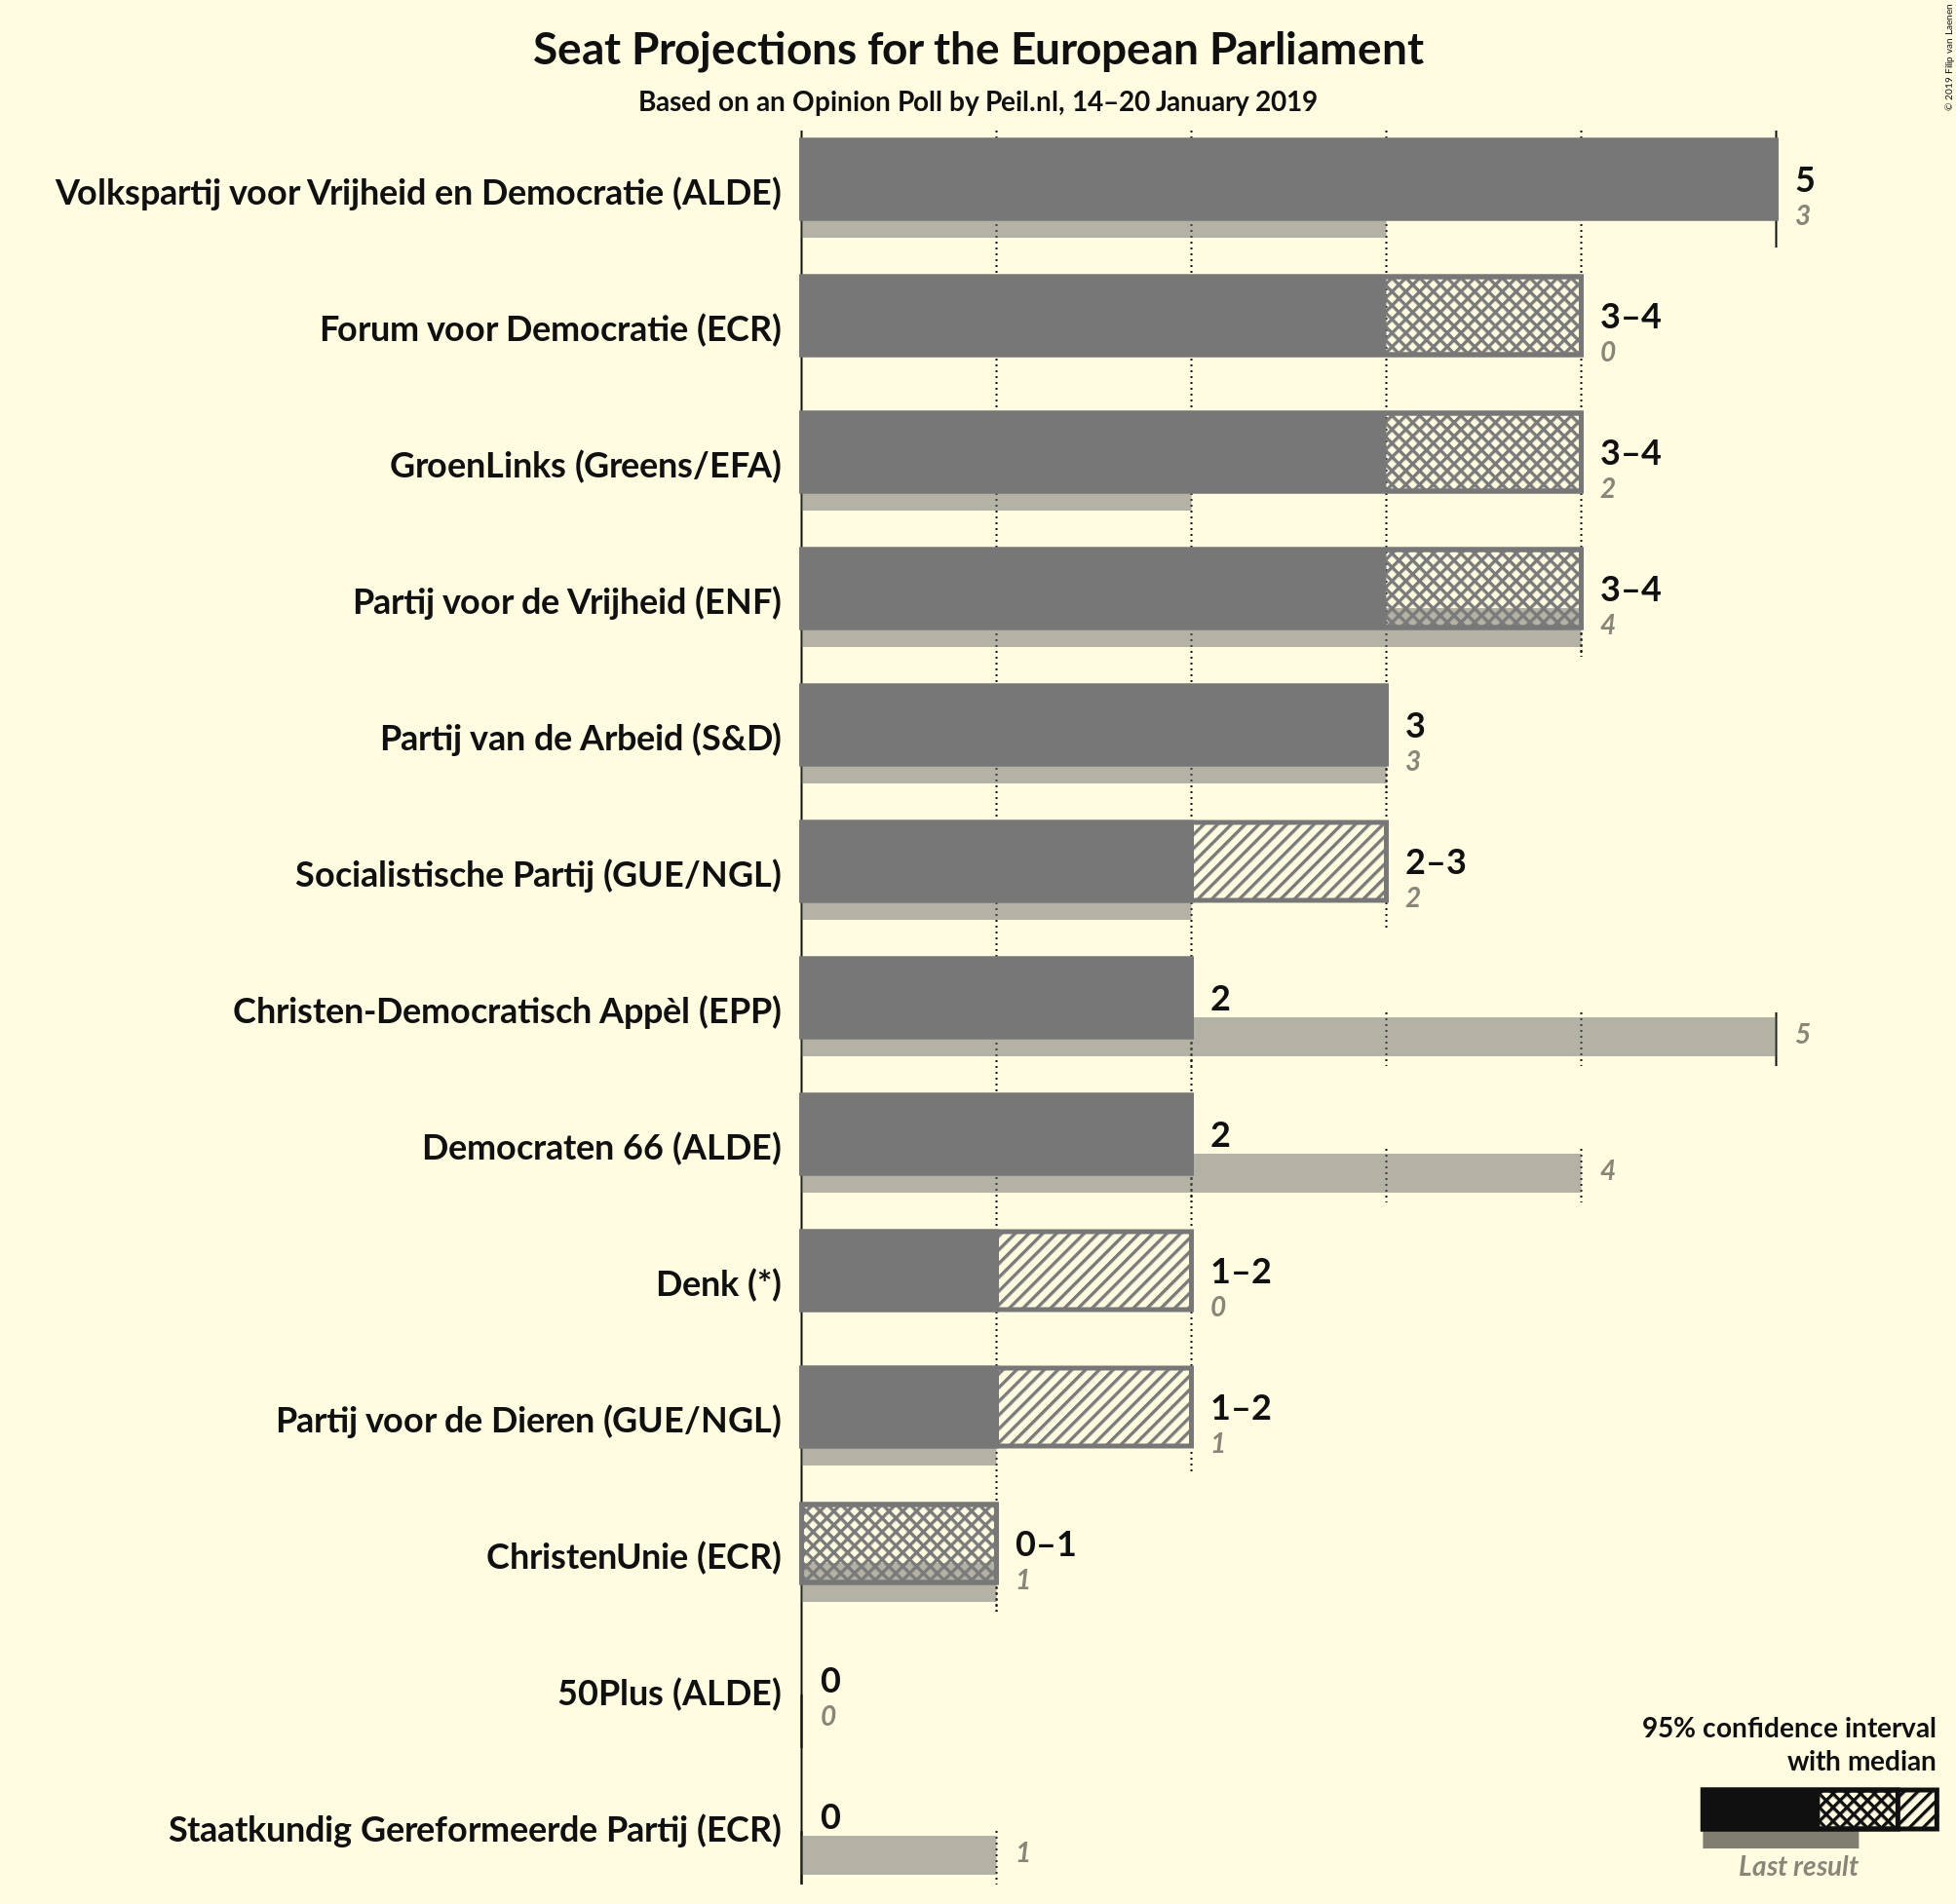 Seat Projections for the European Parliament
Based on an Opinion Poll by Peil.nl, 14–20 January 2019
© 2019 Filip van Laenen
Volkspartij voor Vrijheid en Democratie (ALDE)
5
3
Forum voor Democratie (ECR)
3–4
0
GroenLinks (Greens/EFA)
3–4
2
Partij voor de Vrijheid (ENF)
3–4
4
Partij van de Arbeid (S&D)
3
3
Socialistische Partij (GUE/NGL)
2–3
2
Christen-Democratisch Appèl (EPP)
2
5
Democraten 66 (ALDE)
2
4
Denk (*)
1–2
0
Partij voor de Dieren (GUE/NGL)
1–2
1
ChristenUnie (ECR)
0–1
1
50Plus (ALDE)
0
0
Staatkundig Gereformeerde Partij (ECR)
0
1
95% confidence interval
with median
Last result